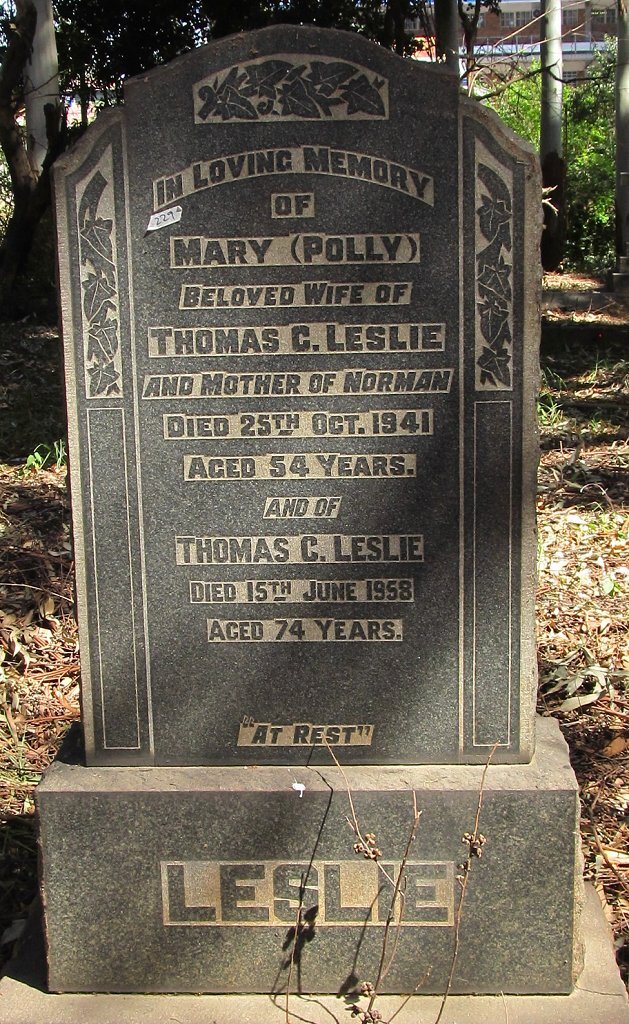 IN LOVING MEMORY
OF
229A
MARY (POLLY)
BELOVED WIFE OF
THOMAS C. LESLIE
AND MOTHER OF NORMAN
DIED 25TH OCT. 1941
AGED 54 YEARS.
AND OF
THOMAS C. LESLIE
DIED 15TH JUNE 1958
AGED 74 YEARS.
"AT REST"
LESLIE